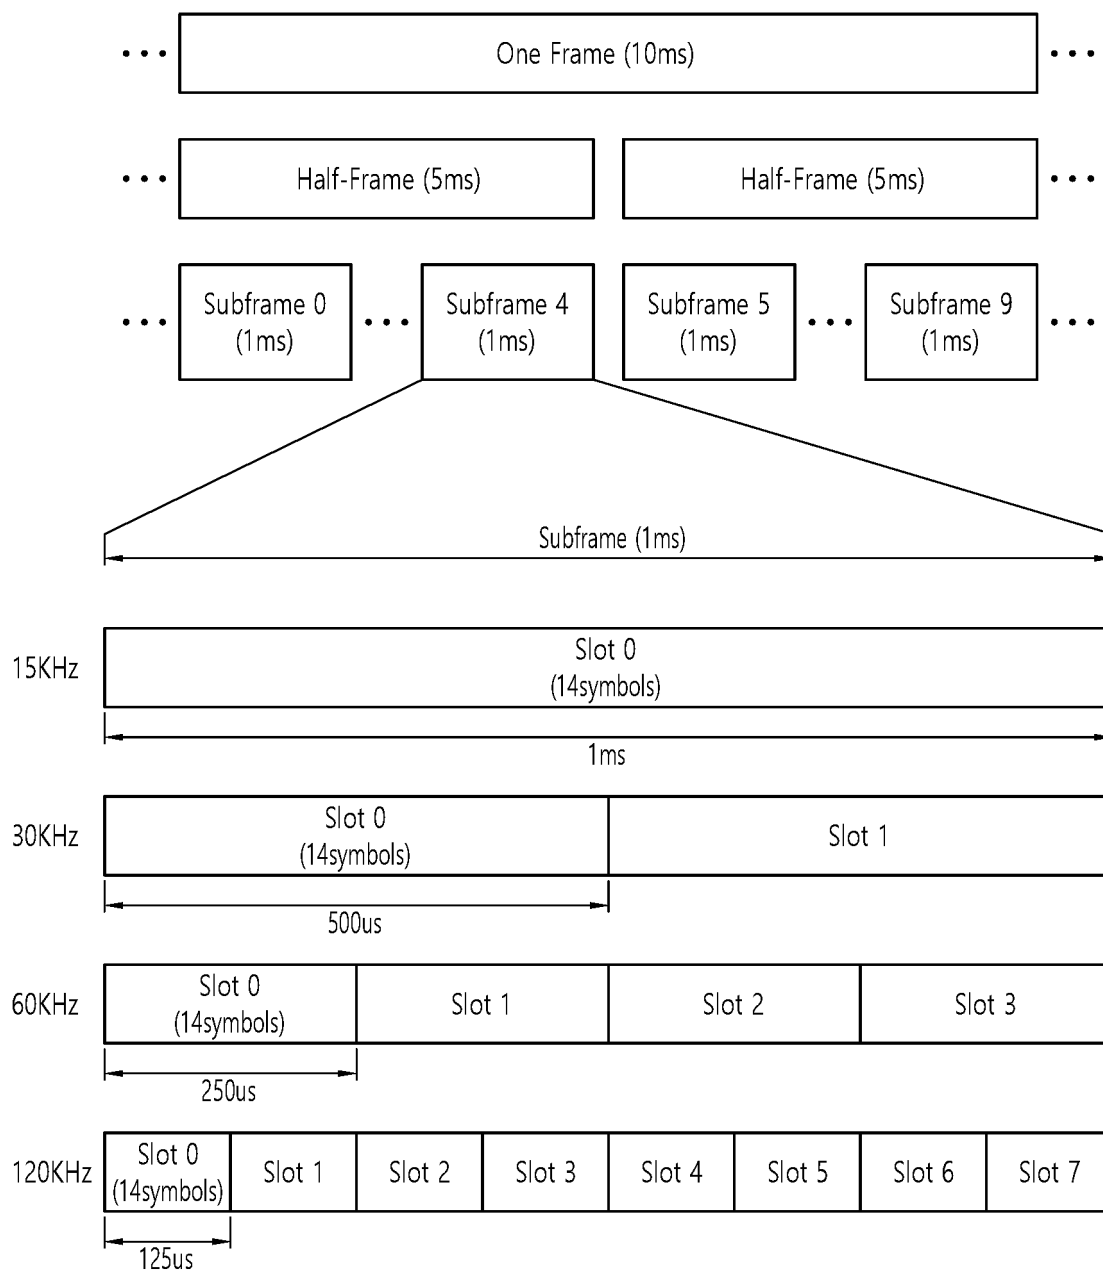 One Frame (10ms)
Half-Frame (5ms)
Half-Frame (5ms)
Subframe 0
(1ms)
Subframe 4
(1ms)
Subframe 5
(1ms)
Subframe 9
(1ms)
Subframe (1ms)
15KHz
Slot 0
(14symbols)
1ms
30KHz
Slot 0
(14symbols)
Slot 1
500us
60KHz
Slot 0
(14symbols)
Slot 1
Slot 2
Slot 3
250us
120KHz
Slot 0
(14symbols)
Slot 1
Slot 2
Slot 3
Slot 4
Slot 5
Slot 6
Slot 7
125us